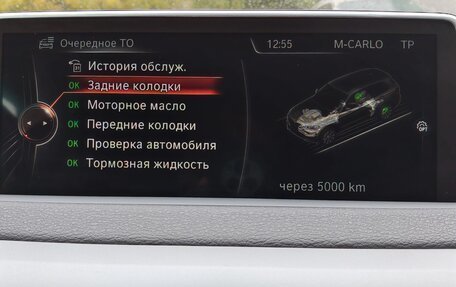 Очередное ТО 12:55 M-CARLO TP
История обслуж.
OK Задние колодки
OK Моторное масло
OK Передние колодки
OK Проверка автомобиля
OK Тормозная жидкость
через 5000 km